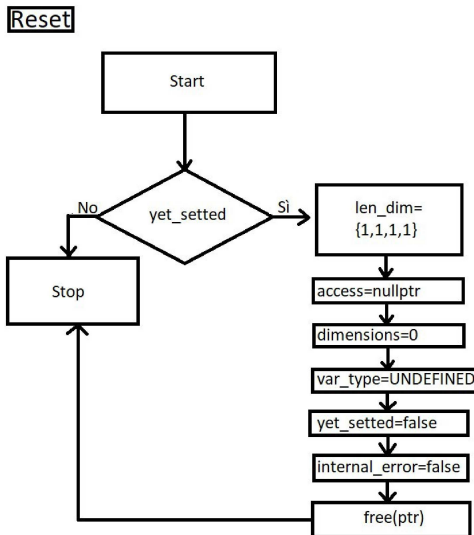 Reset
Start
yet_setted
No
Sì
len_dim=
{1,1,1,1}
Stop
access=nullptr
dimensions=0
var_type=UNDEFINED
yet_setted=false
internal_error=false
free(ptr)